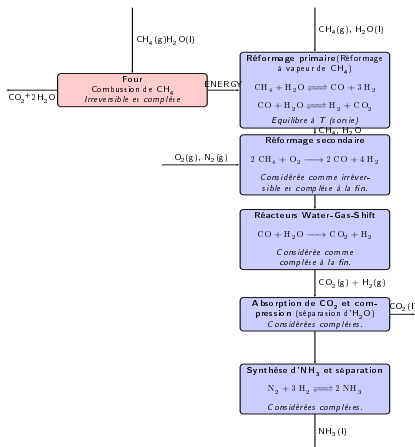 CH₄(g), H₂O(l)
CH₄(g)H₂O(l)
Réformage primaire(Réformage
à vapeur de CH₄)
CH₄ + H₂O ⇌ CO + 3 H₂
CO + H₂O ⇌ H₂ + CO₂
Equilibre à T (sortie)
Four
Combussion de CH₄
Irreversible et complète
ENERGY
CO₂+2H₂O
CH₄, H₂O
Réformage secondaire
2 CH₄ + O₂ ⟶ 2 CO + 4 H₂
Considérée comme irréver-
sible et complète à la fin.
O₂(g), N₂(g)
Réacteurs Water-Gas-Shift
CO + H₂O ⟶ CO₂ + H₂
Considérée comme
complète à la fin.
CO₂(g) + H₂(g)
Absorption de CO₂ et com-
pression (séparation d'H₂O)
Considérées complètes.
CO₂(l)
Synthèse d'NH₃ et séparation
N₂ + 3 H₂ ⇌ 2 NH₃
Considérées complètes.
NH₃(l)